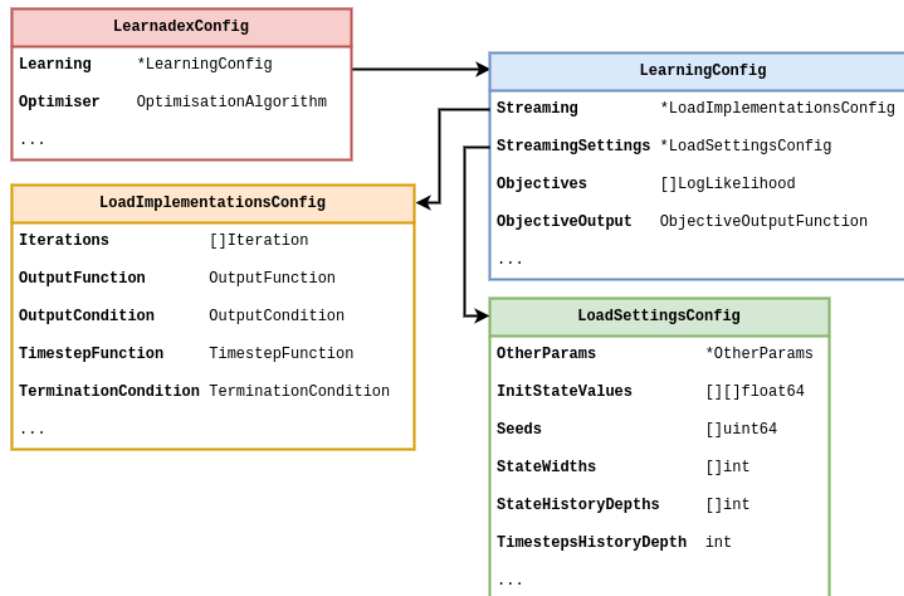 LearnadexConfig
Learning *LearningConfig
Optimiser OptimisationAlgorithm
...
LearningConfig
Streaming *LoadImplementationsConfig
StreamingSettings *LoadSettingsConfig
Objectives []LogLikelihood
ObjectiveOutput ObjectiveOutputFunction
...
LoadImplementationsConfig
Iterations []Iteration
OutputFunction OutputFunction
OutputCondition OutputCondition
TimestepFunction TimestepFunction
TerminationCondition TerminationCondition
...
LoadSettingsConfig
OtherParams *OtherParams
InitStateValues [][]float64
Seeds []uint64
StateWidths []int
StateHistoryDepths []int
TimestepsHistoryDepth int
...